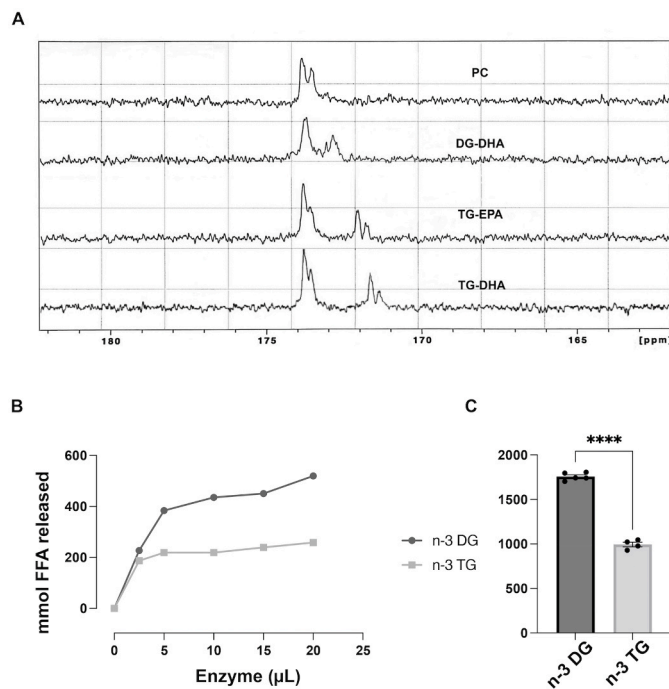 A
PC
DG-DHA
TG-EPA
TG-DHA
180 175 170 165 [ppm]
B
600
400
200
0
mmol FFA released
0 5 10 15 20 25
Enzyme (µL)
n-3 DG
n-3 TG
C
****
2000
1500
1000
500
0
n-3 DG
n-3 TG